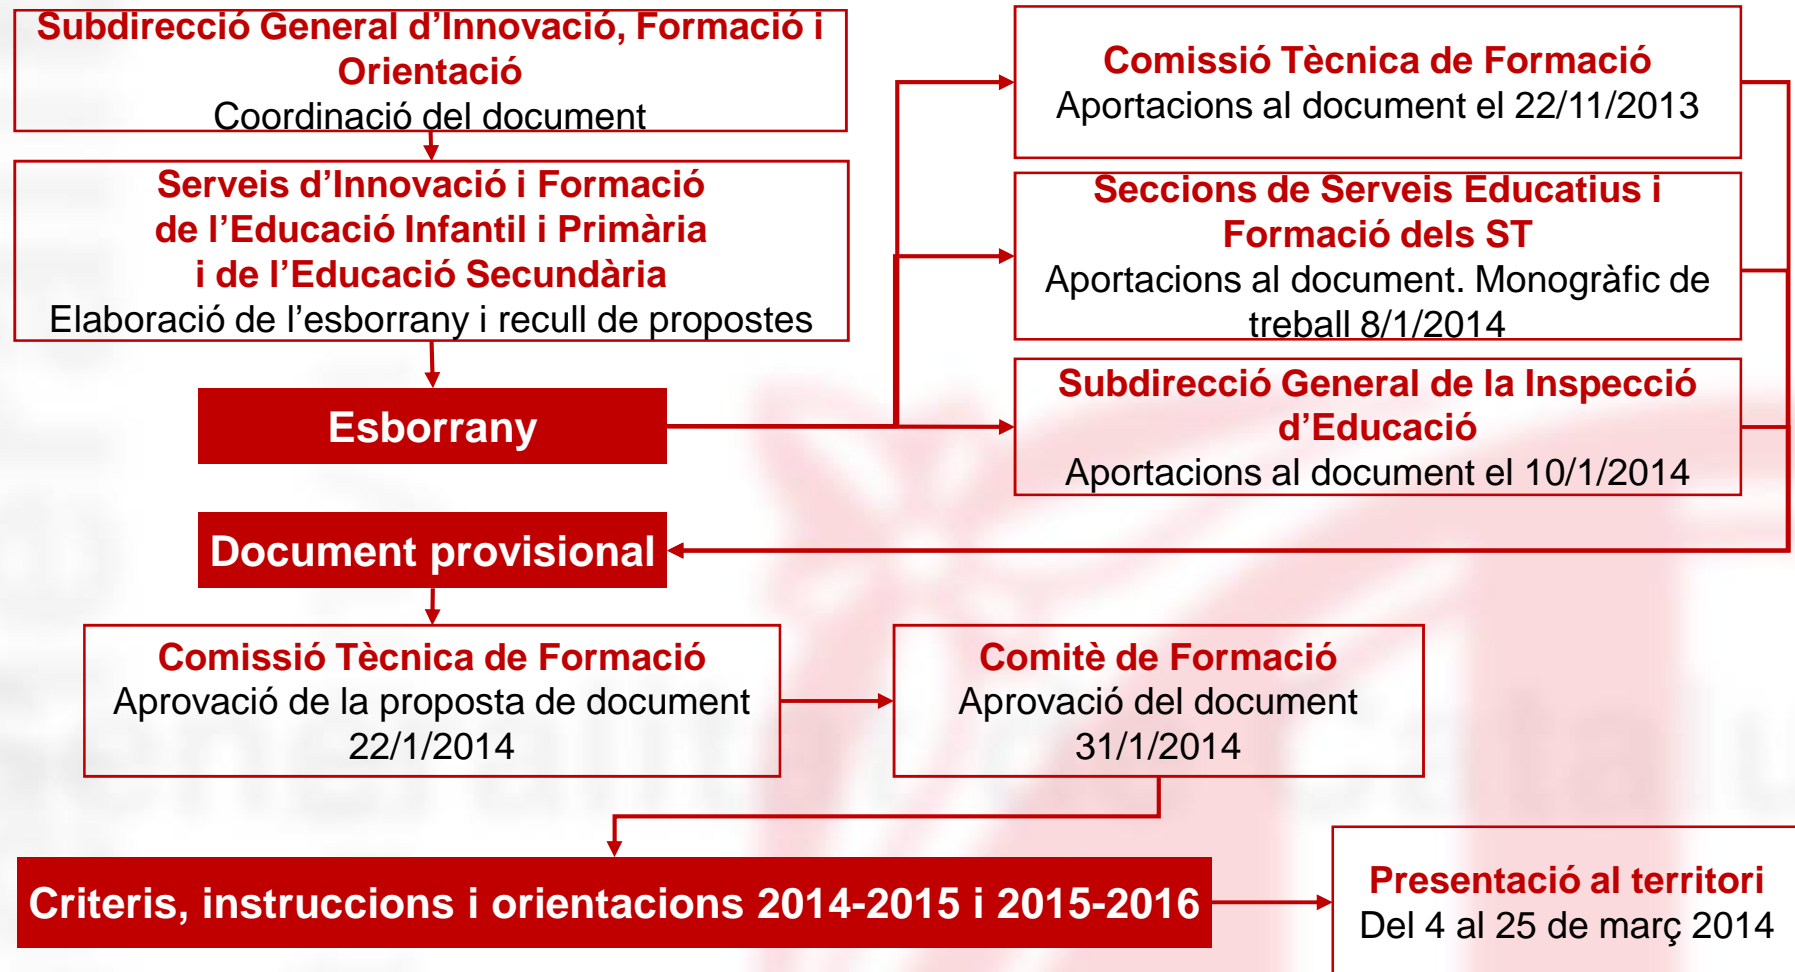 Subdirecció General d’Innovació, Formació i
Orientació
Coordinació del document
Serveis d’Innovació i Formació
de l’Educació Infantil i Primària
i de l’Educació Secundària
Elaboració de l’esborrany i recull de propostes
Esborrany
Comissió Tècnica de Formació
Aportacions al document el 22/11/2013
Seccions de Serveis Educatius i
Formació dels ST
Aportacions al document. Monogràfic de
treball 8/1/2014
Subdirecció General de la Inspecció
d’Educació
Aportacions al document el 10/1/2014
Document provisional
Comissió Tècnica de Formació
Aprovació de la proposta de document
22/1/2014
Comitè de Formació
Aprovació del document
31/1/2014
Criteris, instruccions i orientacions 2014-2015 i 2015-2016
Presentació al territori
Del 4 al 25 de març 2014